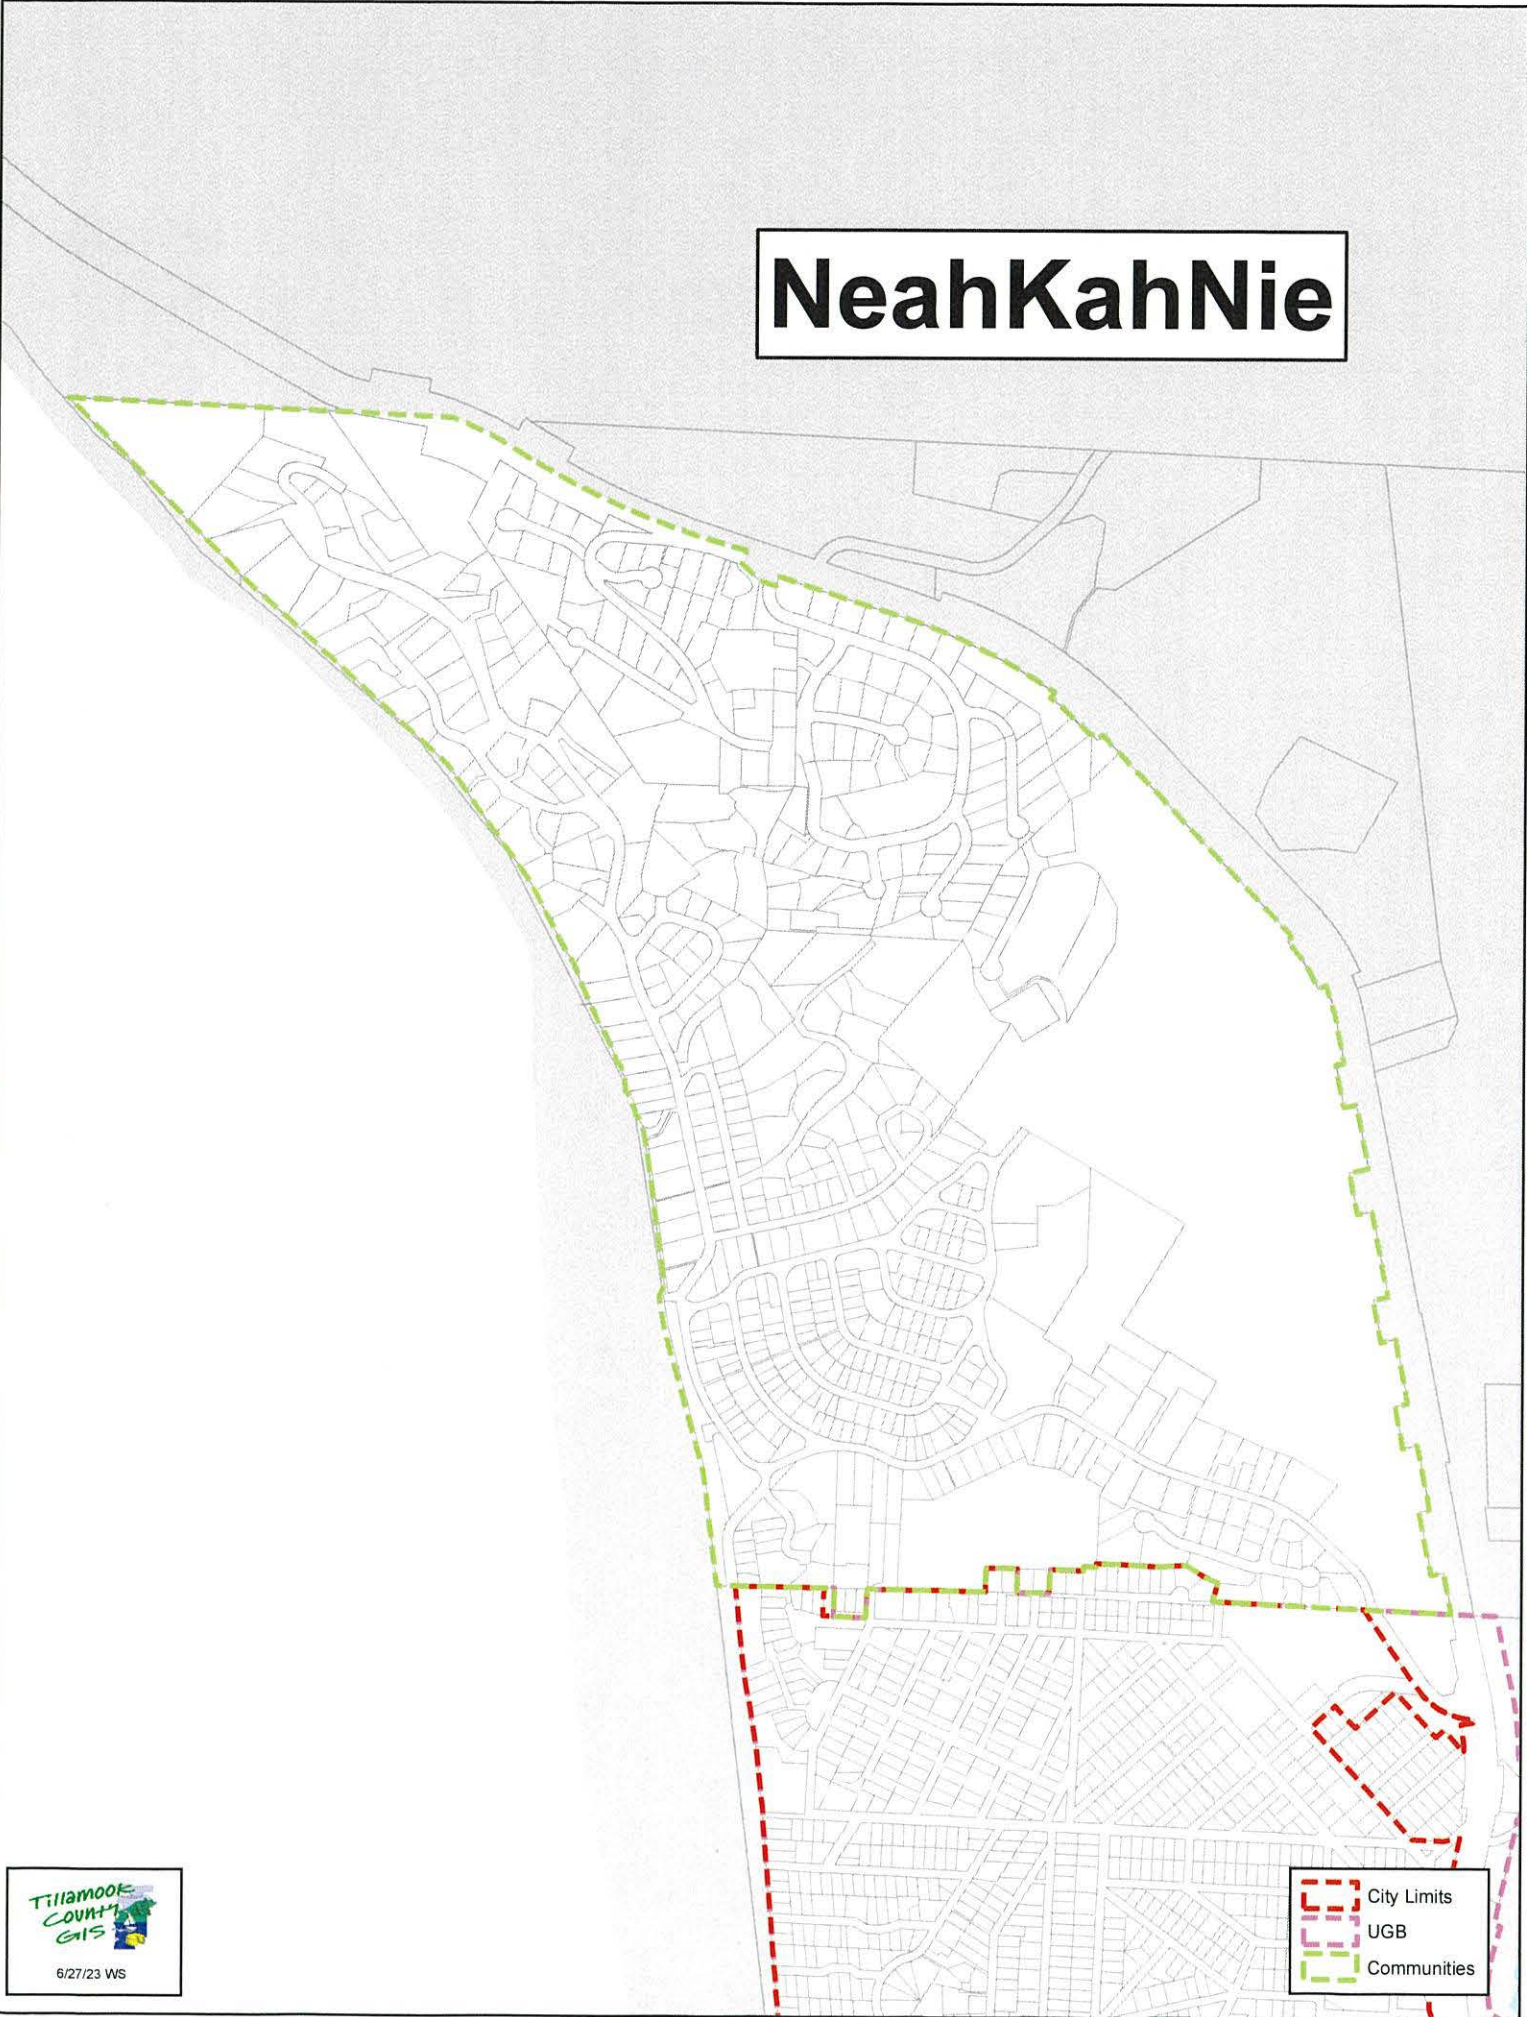 NeahKahNie
Tillamook
County
GIS
6/27/23 WS
City Limits
UGB
Communities